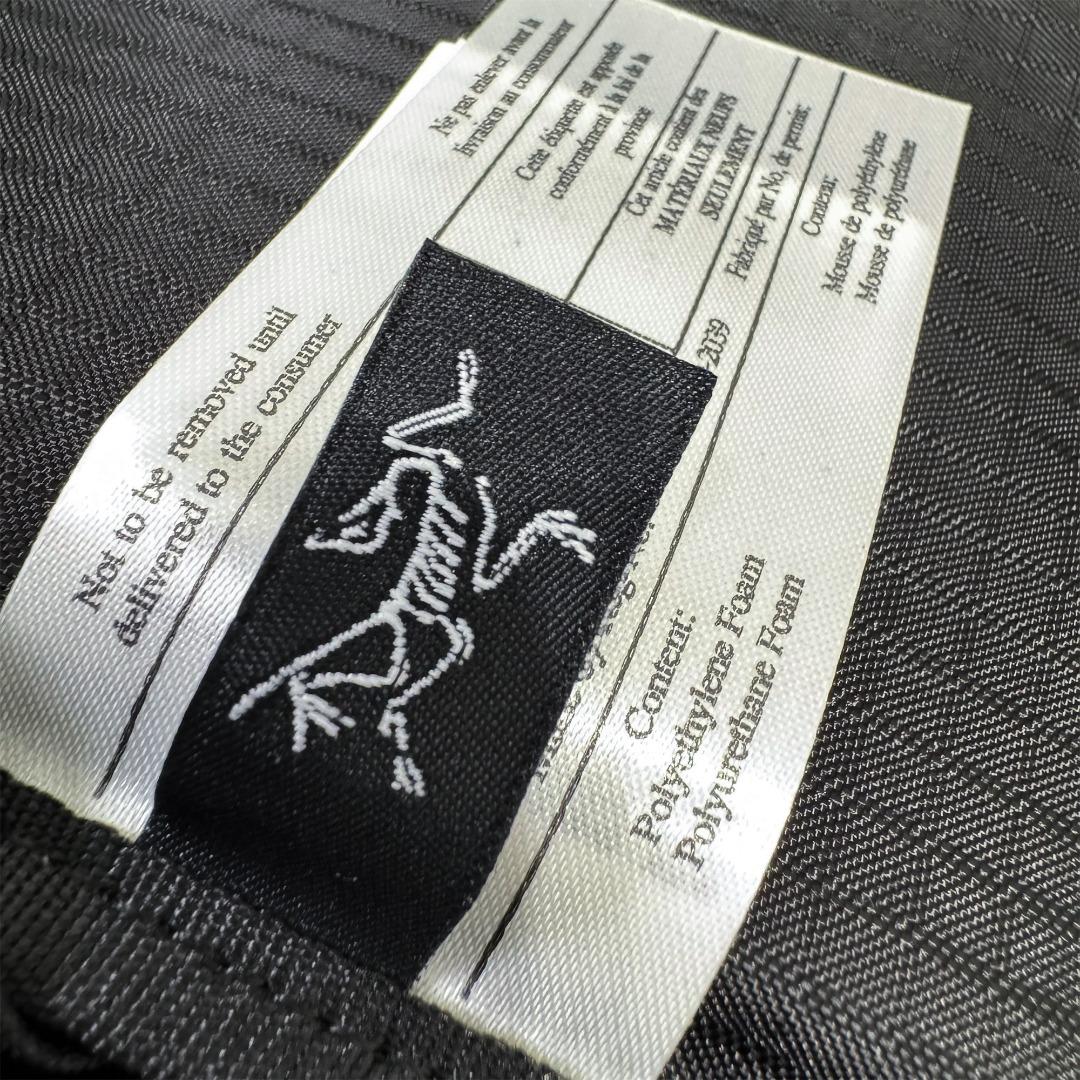 Ne pas enlever avant la
livraison au consommateur
Cette étiquette est apposée
conformément à la loi de la
province
Cet article contient des
MATERIAUX NEUFS
SEULEMENT
Fabriqué par No. de permis:
2039
Contenu:
Mousse de polyéthylène
Mousse de polyuréthane
Not to be removed until
delivered to the consumer
Content:
Polyethylene Foam
Polyurethane Foam